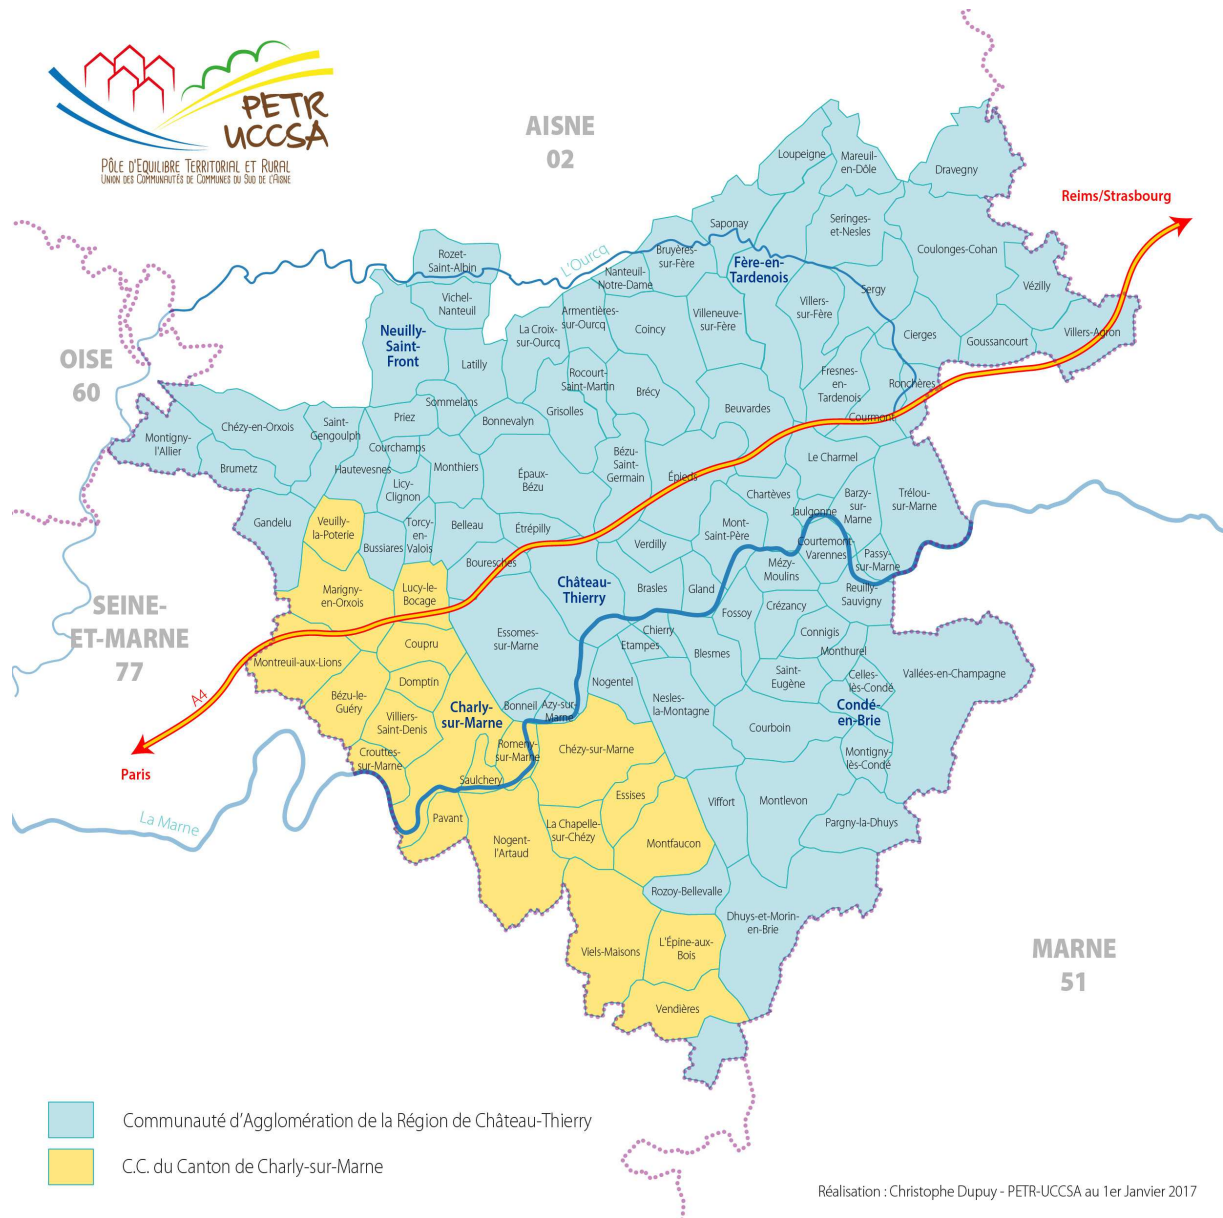 PETR
UCCSA
PÔLE D'EQUILIBRE TERRITORIAL ET RURAL
UNION DES COMMUNAUTÉS DE COMMUNES DU SUD DE L'AISNE
AISNE
02
Reims/Strasbourg
OISE
60
SEINE-
ET-MARNE
77
MARNE
51
Paris
A4
La Marne
L'Ourcq
Loupeigne
Mareuil-
en-Dôle
Dravegny
Saponay
Seringes-
et-Nesles
Coulonges-Cohan
Rozet-
Saint-Albin
Bruyères-
sur-Fère
Fère-en-
Tardenois
Nanteuil-
Notre-Dame
Sergy
Vézilly
Vichel-
Nanteuil
Armentières-
sur-Ourcq
Villeneuve-
sur-Fère
Villers-
sur-Fère
Neuilly-
Saint-
Front
La Croix-
sur-Ourcq
Coincy
Cierges
Goussancourt
Villers-Agron
Latilly
Rocourt-
Saint-Martin
Brécy
Fresnes-
en-
Tardenois
Ronchères
Sommelans
Priez
Bonnevalyn
Grisolles
Beuvardes
Courmont
Montigny-
l'Allier
Chézy-en-Orxois
Saint-
Gengoulph
Courchamps
Brumetz
Hautevesnes
Monthiers
Bézu-
Saint-
Germain
Le Charmel
Licy-
Clignon
Épaux-
Bézu
Épieds
Chartèves
Barzy-
sur-
Marne
Trélou-
sur-Marne
Gandelu
Veuilly-
la-Poterie
Torcy-
en-
Valois
Belleau
Étrépilly
Mont-
Saint-Père
Jaulgonne
Bussiares
Verdilly
Courtemont-
Varennes
Passy-
sur-Marne
Bouresches
Château-
Thierry
Brasles
Gland
Mézy-
Moulins
Reuilly-
Sauvigny
Marigny-
en-Orxois
Lucy-le-
Bocage
Fossoy
Crézancy
Essomes-
sur-Marne
Chierry
Etampes
Blesmes
Connigis
Monthurel
Coupru
Montreuil-aux-Lions
Domptin
Nogentel
Saint-
Eugène
Celles-
lès-Condé
Vallées-en-Champagne
Bézu-le-
Guéry
Charly-
sur-Marne
Bonneil
Azy-sur-
Marne
Nesles-
la-Montagne
Condé-
en-Brie
Villiers-
Saint-Denis
Courboin
Crouttes-
sur-Marne
Romeny-
sur-Marne
Chézy-sur-Marne
Montigny-
lès-Condé
Saulchery
Essises
Viffort
Montlevon
Pavant
La Chapelle-
sur-Chézy
Pargny-la-Dhuys
Nogent-
l'Artaud
Montfaucon
Rozoy-Bellevalle
Dhuys-et-Morin-
en-Brie
Viels-Maisons
L'Épine-aux-
Bois
Vendières
Communauté d'Agglomération de la Région de Château-Thierry
C.C. du Canton de Charly-sur-Marne
Réalisation : Christophe Dupuy - PETR-UCCSA au 1er Janvier 2017